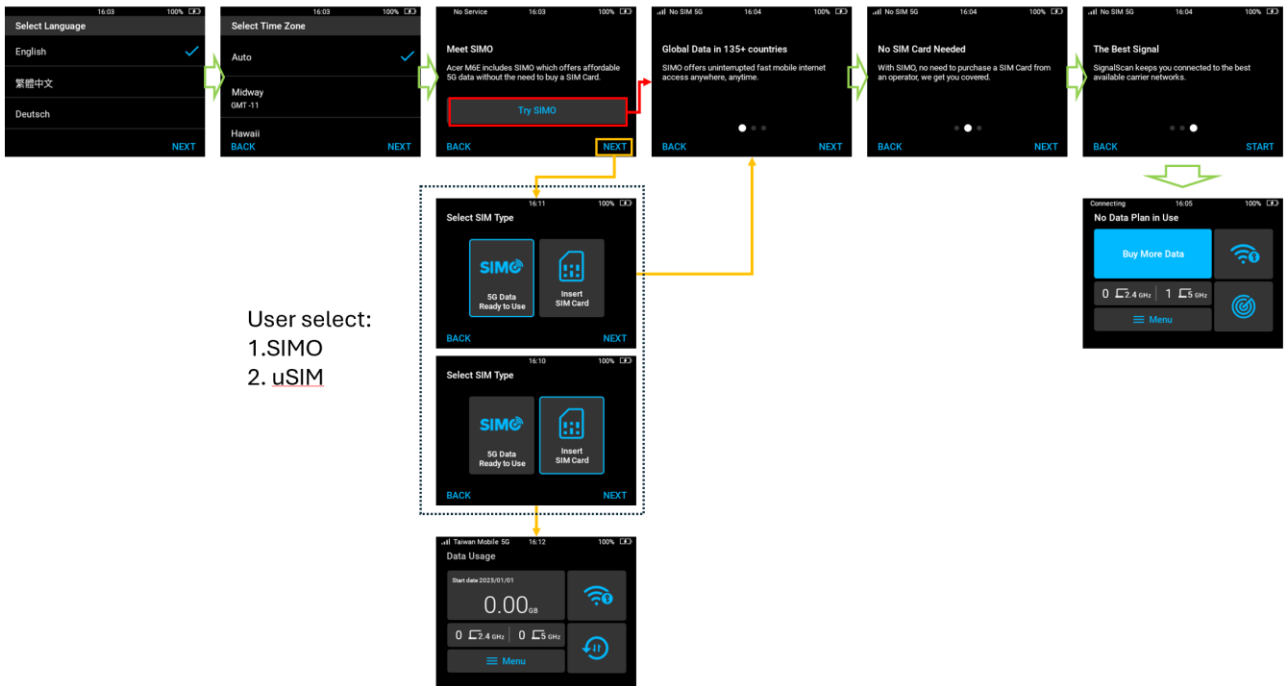 16:03 100%
Select Language
English
繁體中文
Deutsch
NEXT
16:03 100%
Select Time Zone
Auto
Midway
GMT -11
Hawaii
BACK NEXT
No Service 16:03 100%
Meet SIMO
Acer M6E includes SIMO which offers affordable
5G data without the need to buy a SIM Card.
Try SIMO
BACK NEXT
No SIM 5G 16:04 100%
Global Data in 135+ countries
SIMO offers uninterrupted fast mobile internet
access anywhere, anytime.
BACK NEXT
No SIM 5G 16:04 100%
No SIM Card Needed
With SIMO, no need to purchase a SIM Card from
an operator, we get you covered.
BACK NEXT
No SIM 5G 16:04 100%
The Best Signal
SignalScan keeps you connected to the best
available carrier networks.
BACK START
16:11 100%
Select SIM Type
SIMO
5G Data
Ready to Use
Insert
SIM Card
BACK NEXT
Connecting 16:05 100%
No Data Plan in Use
Buy More Data
0 2.4 GHz 1 5 GHz
Menu
User select:
1.SIMO
2. uSIM
16:10 100%
Select SIM Type
SIMO
5G Data
Ready to Use
Insert
SIM Card
BACK NEXT
Taiwan Mobile 5G 16:12 100%
Data Usage
Start date 2025/01/01
0.00GB
0 2.4 GHz 0 5 GHz
Menu